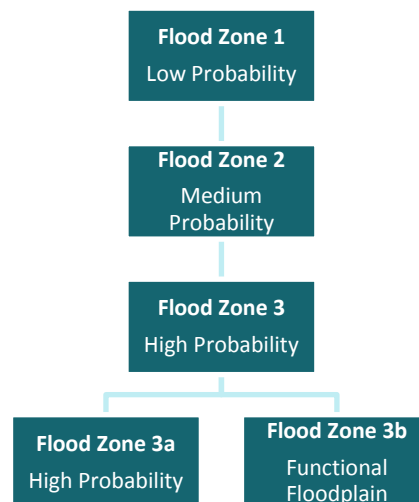 Flood Zone 1
Low Probability
Flood Zone 2
Medium
Probability
Flood Zone 3
High Probability
Flood Zone 3a
High Probability
Flood Zone 3b
Functional
Floodplain